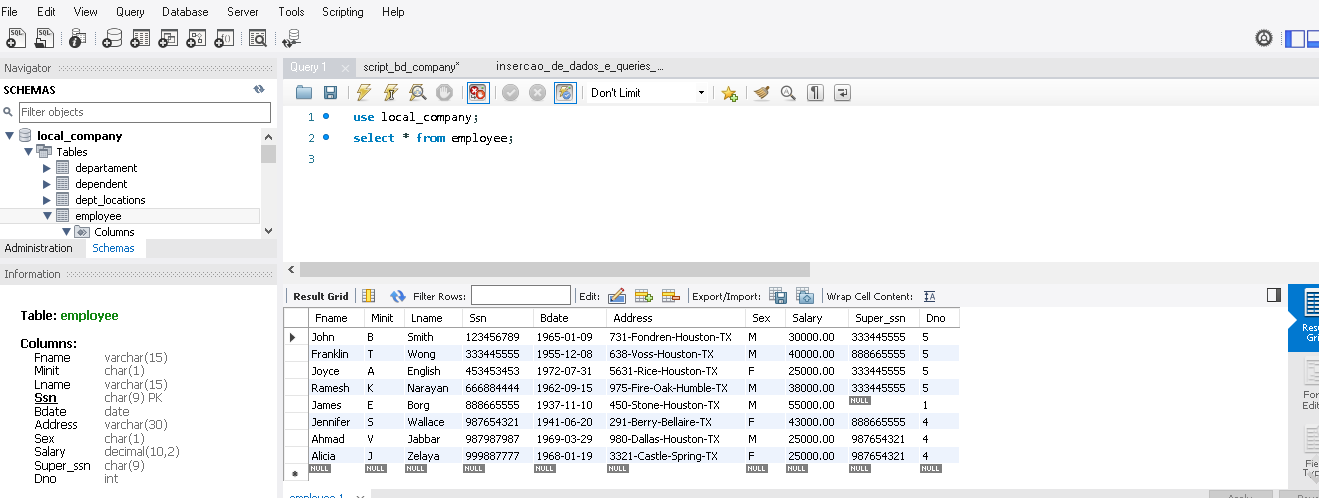 File Edit View Query Database Server Tools Scripting Help
Navigator
SCHEMAS
Filter objects
local_company
Tables
departament
dependent
dept_locations
employee
Columns
Administration Schemas
Information
Table: employee
Columns:
Fname varchar(15)
Minit char(1)
Lname varchar(15)
Ssn char(9) PK
Bdate date
Address varchar(30)
Sex char(1)
Salary decimal(10,2)
Super_ssn char(9)
Dno int
Query 1 script_bd_company* insercao_de_dados_e_queries_...
Don't Limit
1 use local_company;
2 select * from employee;
3
Result Grid Filter Rows: Edit: Export/Import: Wrap Cell Content: IA
Fname Minit Lname Ssn Bdate Address Sex Salary Super_ssn Dno
John B Smith 123456789 1965-01-09 731-Fondren-Houston-TX M 30000.00 333445555 5
Franklin T Wong 333445555 1955-12-08 638-Voss-Houston-TX M 40000.00 888665555 5
Joyce A English 453453453 1972-07-31 5631-Rice-Houston-TX F 25000.00 333445555 5
Ramesh K Narayan 666884444 1962-09-15 975-Fire-Oak-Humble-TX M 38000.00 333445555 5
James E Borg 888665555 1937-11-10 450-Stone-Houston-TX M 55000.00 NULL 1
Jennifer S Wallace 987654321 1941-06-20 291-Berry-Bellaire-TX F 43000.00 888665555 4
Ahmad V Jabbar 987987987 1969-03-29 980-Dallas-Houston-TX M 25000.00 987654321 4
Alicia J Zelaya 999887777 1968-01-19 3321-Castle-Spring-TX F 25000.00 987654321 4
NULL NULL NULL NULL NULL NULL NULL NULL NULL NULL
employee 1
Apply